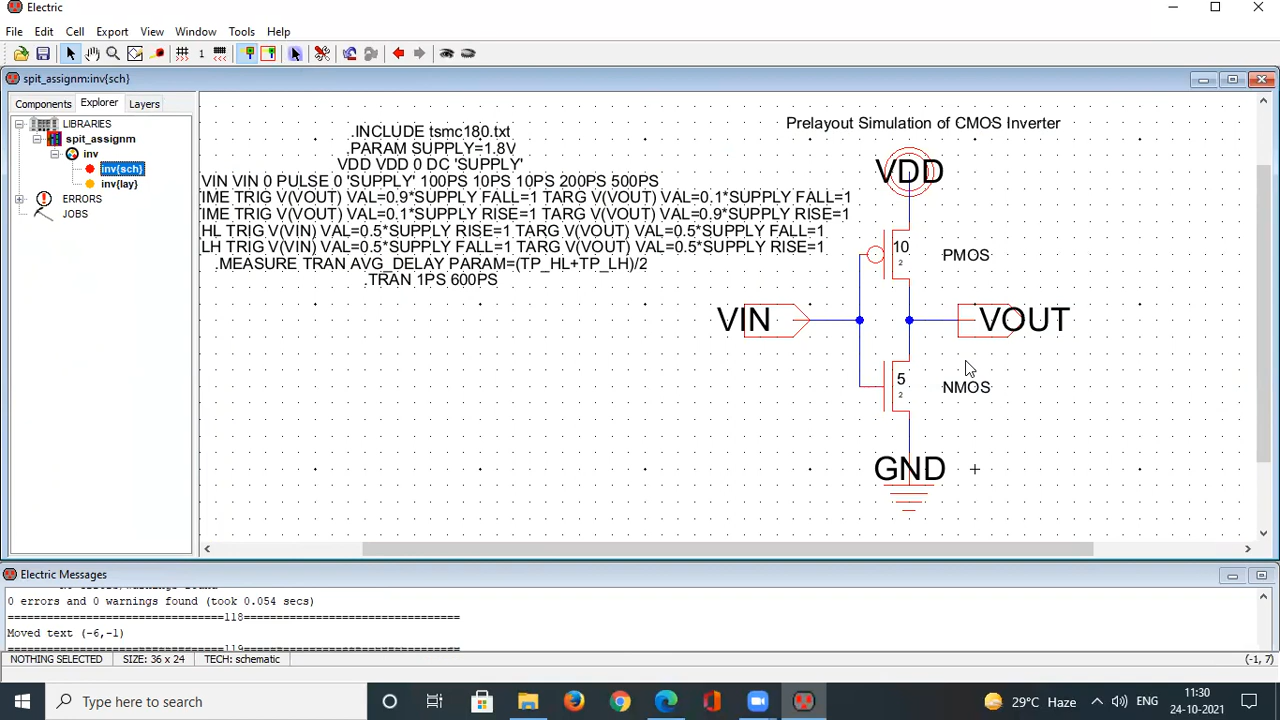 Electric
File Edit Cell Export View Window Tools Help
1
spit_assignm:inv{sch}
Components Explorer Layers
LIBRARIES
spit_assignm
inv
inv{sch}
inv{lay}
ERRORS
JOBS
.INCLUDE tsmc180.txt
.PARAM SUPPLY=1.8V
VDD VDD 0 DC 'SUPPLY'
VIN VIN 0 PULSE 0 'SUPPLY' 100PS 10PS 10PS 200PS 500PS
IME TRIG V(VOUT) VAL=0.9*SUPPLY FALL=1 TARG V(VOUT) VAL=0.1*SUPPLY FALL=1
IME TRIG V(VOUT) VAL=0.1*SUPPLY RISE=1 TARG V(VOUT) VAL=0.9*SUPPLY RISE=1
HL TRIG V(VIN) VAL=0.5*SUPPLY RISE=1 TARG V(VOUT) VAL=0.5*SUPPLY FALL=1
LH TRIG V(VIN) VAL=0.5*SUPPLY FALL=1 TARG V(VOUT) VAL=0.5*SUPPLY RISE=1
.MEASURE TRAN AVG_DELAY PARAM=(TP_HL+TP_LH)/2
.TRAN 1PS 600PS
Prelayout Simulation of CMOS Inverter
VDD
10
2
PMOS
VIN
VOUT
5
2
NMOS
GND
Electric Messages
0 errors and 0 warnings found (took 0.054 secs)
================================118=================================
Moved text (-6,-1)
================================119=================================
NOTHING SELECTED SIZE: 36 x 24 TECH: schematic (-1, 7)
Type here to search
29°C Haze
ENG
11:30
24-10-2021